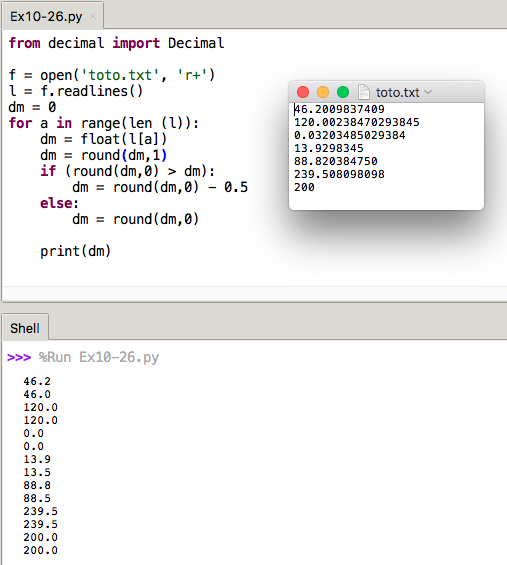 Ex10-26.py ×
from decimal import Decimal
f = open('toto.txt', 'r+')
l = f.readlines()
dm = 0
for a in range(len (l)):
    dm = float(l[a])
    dm = round(dm,1)
    if (round(dm,0) > dm):
        dm = round(dm,0) - 0.5
    else:
        dm = round(dm,0)
    print(dm)
toto.txt
46.2009837409
120.00238470293845
0.03203485029384
13.9298345
88.820384750
239.508098098
200
Shell
>>> %Run Ex10-26.py
46.2
46.0
120.0
120.0
0.0
0.0
13.9
13.5
88.8
88.5
239.5
239.5
200.0
200.0